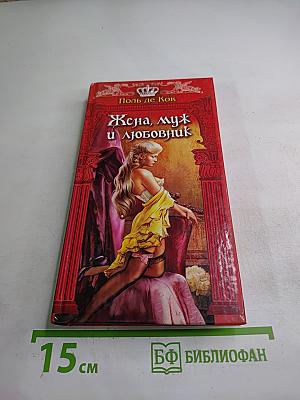 Поль де Кок
Жена, муж
и любовник
15 см
БФ БИБЛИОФАН